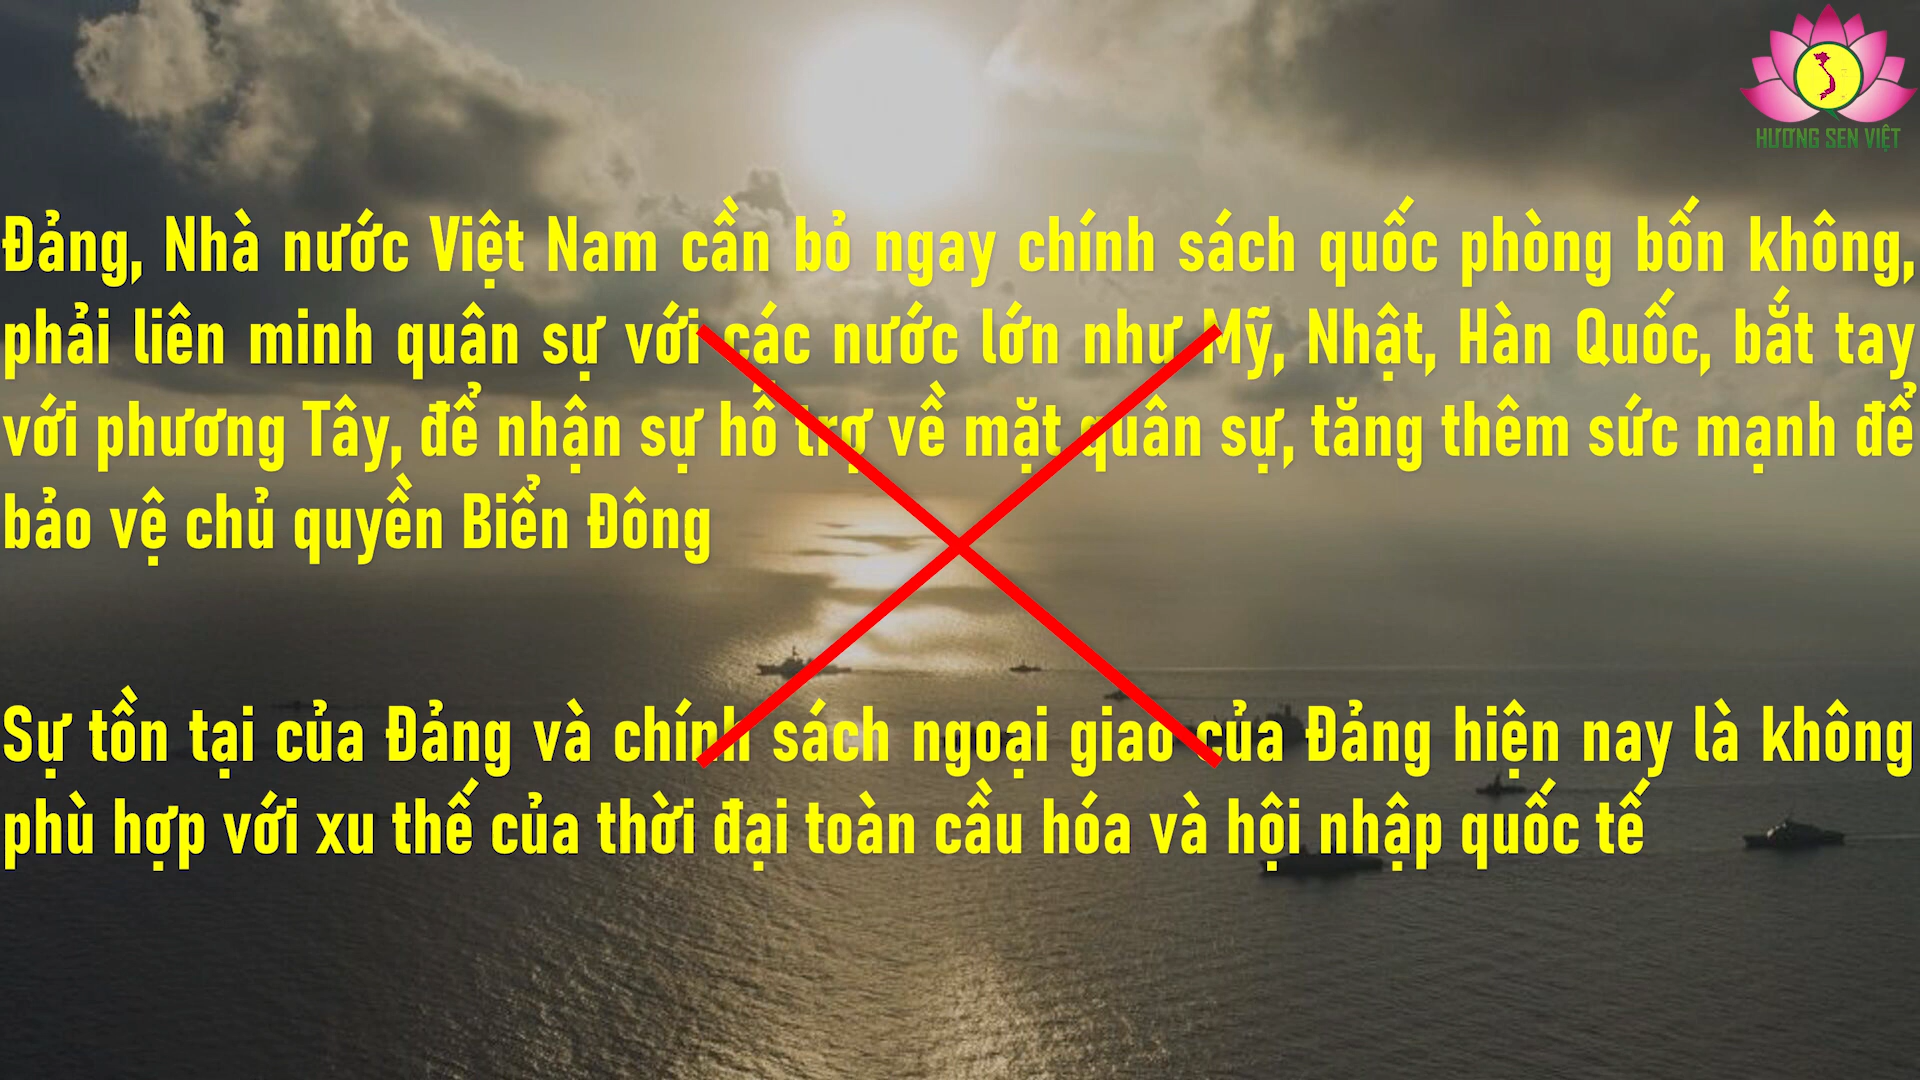 HƯƠNG SEN VIỆT
Đảng, Nhà nước Việt Nam cần bỏ ngay chính sách quốc phòng bốn không,
phải liên minh quân sự với các nước lớn như Mỹ, Nhật, Hàn Quốc, bắt tay
với phương Tây, để nhận sự hỗ trợ về mặt quân sự, tăng thêm sức mạnh để
bảo vệ chủ quyền Biển Đông
Sự tồn tại của Đảng và chính sách ngoại giao của Đảng hiện nay là không
phù hợp với xu thế của thời đại toàn cầu hóa và hội nhập quốc tế